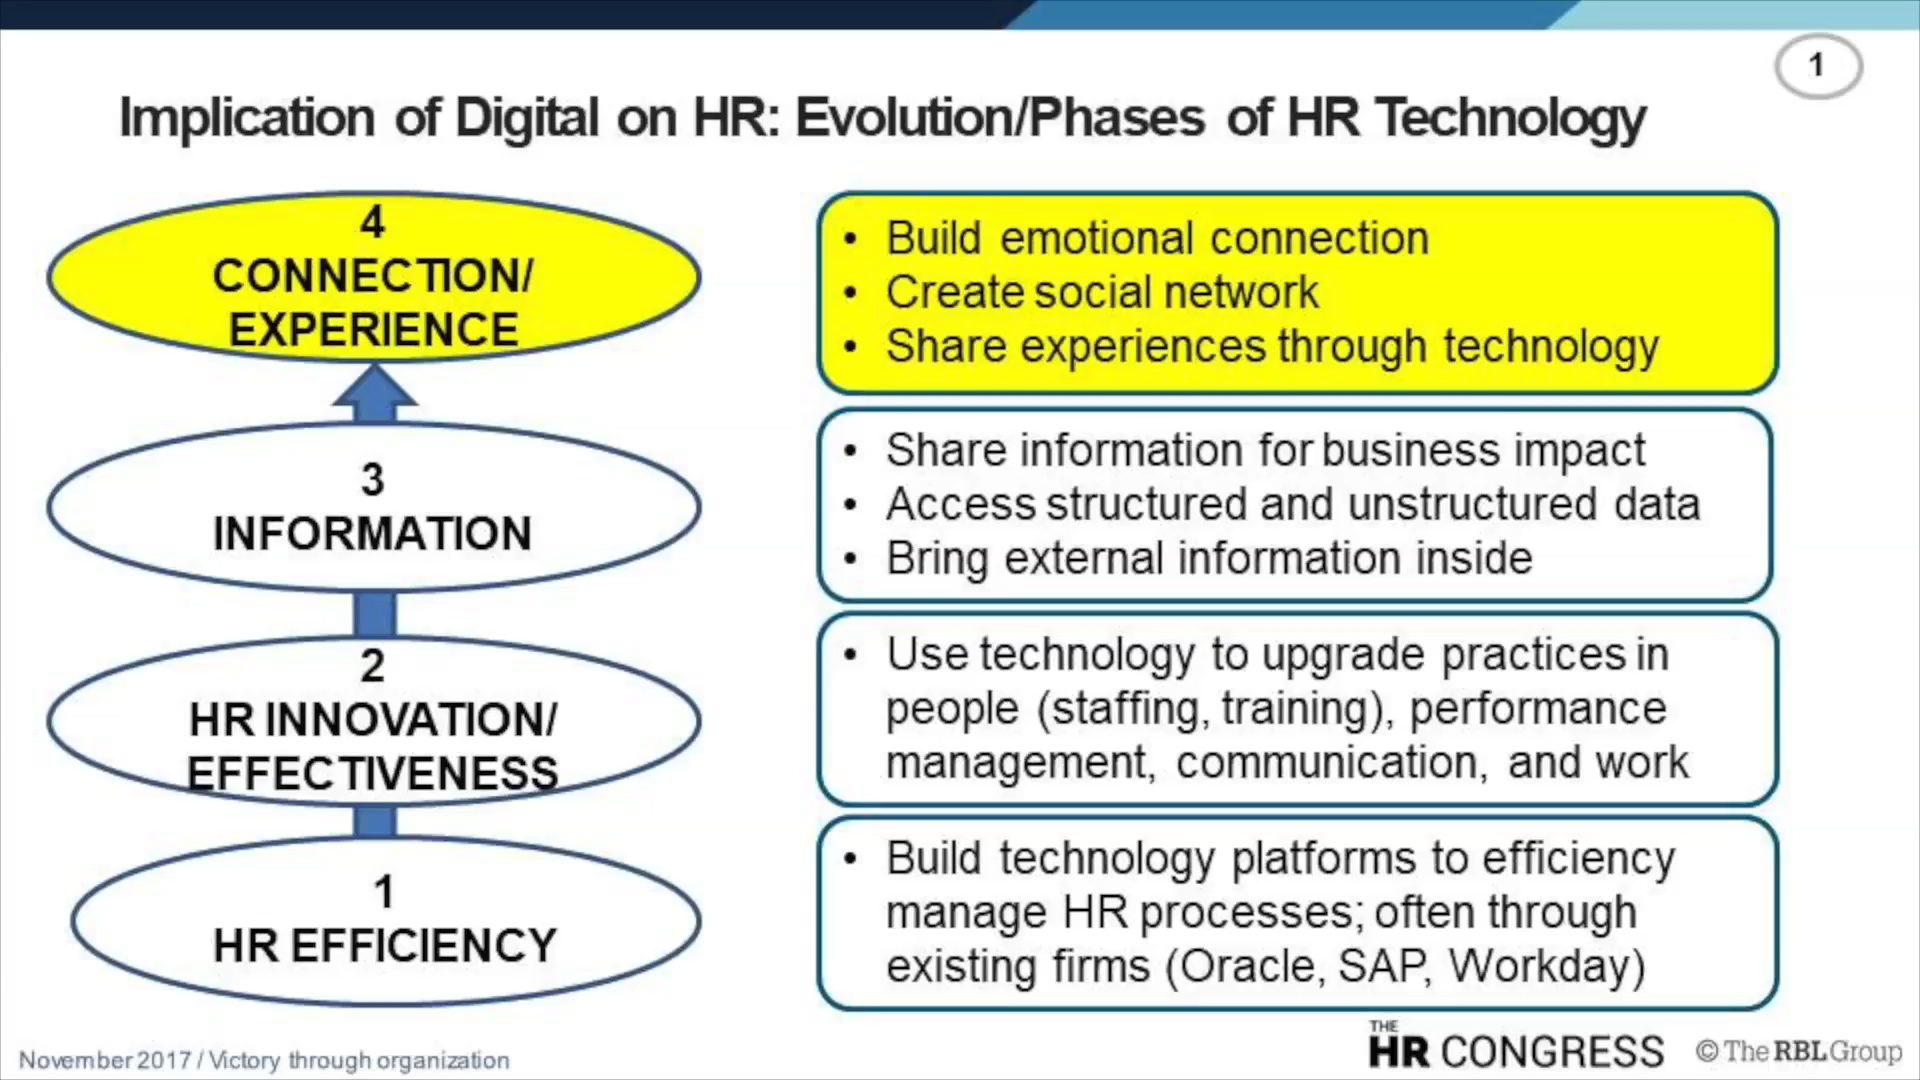 1
Implication of Digital on HR: Evolution/Phases of HR Technology
4
CONNECTION/
EXPERIENCE
• Build emotional connection
• Create social network
• Share experiences through technology
3
INFORMATION
• Share information for business impact
• Access structured and unstructured data
• Bring external information inside
2
HR INNOVATION/
EFFECTIVENESS
• Use technology to upgrade practices in
people (staffing, training), performance
management, communication, and work
1
HR EFFICIENCY
• Build technology platforms to efficiency
manage HR processes; often through
existing firms (Oracle, SAP, Workday)
November 2017 / Victory through organization
THE
HR CONGRESS
© The RBL Group